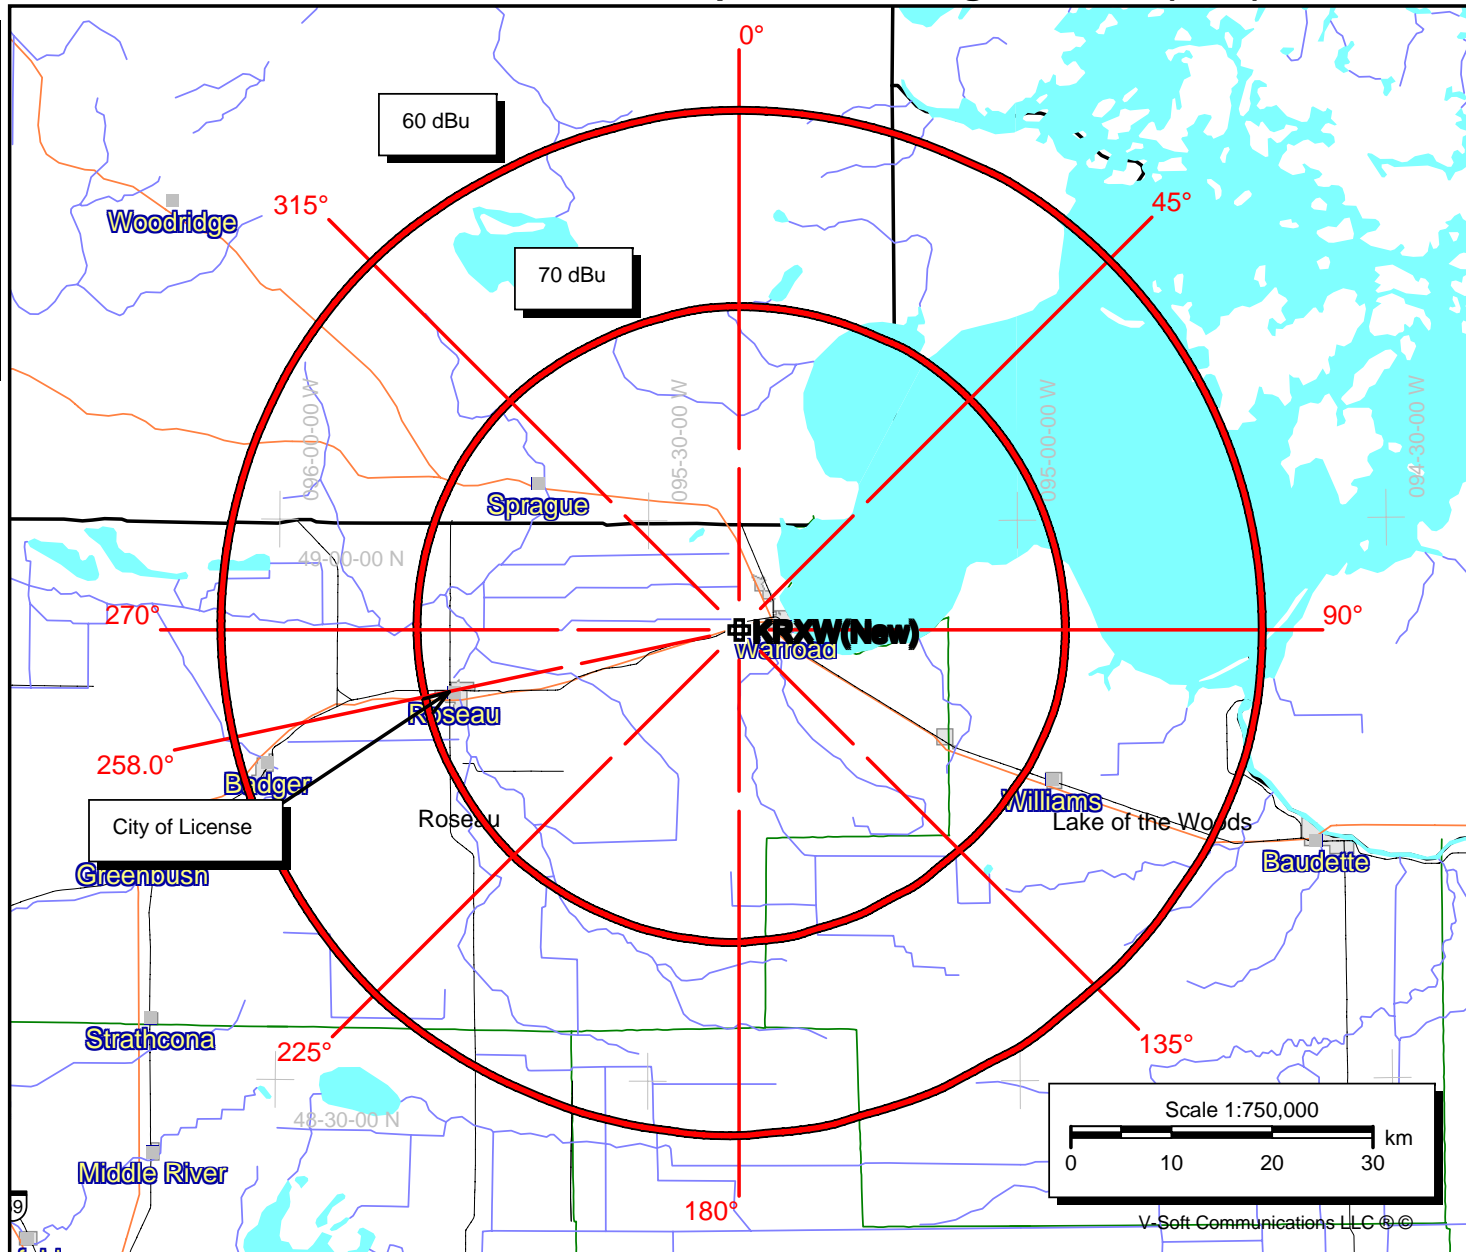 0°
60 dBu
315°
45°
Woodridge
70 dBu
096-00-00 W
095-30-00 W
095-00-00 W
094-30-00 W
Sprague
49-00-00 N
270°
90°
KRXW(New)
Warroad
Roseau
258.0°
Badger
Williams
City of License
Roseau
Lake of the Woods
Greenbush
Baudette
Strathcona
225°
135°
48-30-00 N
Scale 1:750,000
km
0 10 20 30
Middle River
180°
V-Soft Communications LLC ® ©